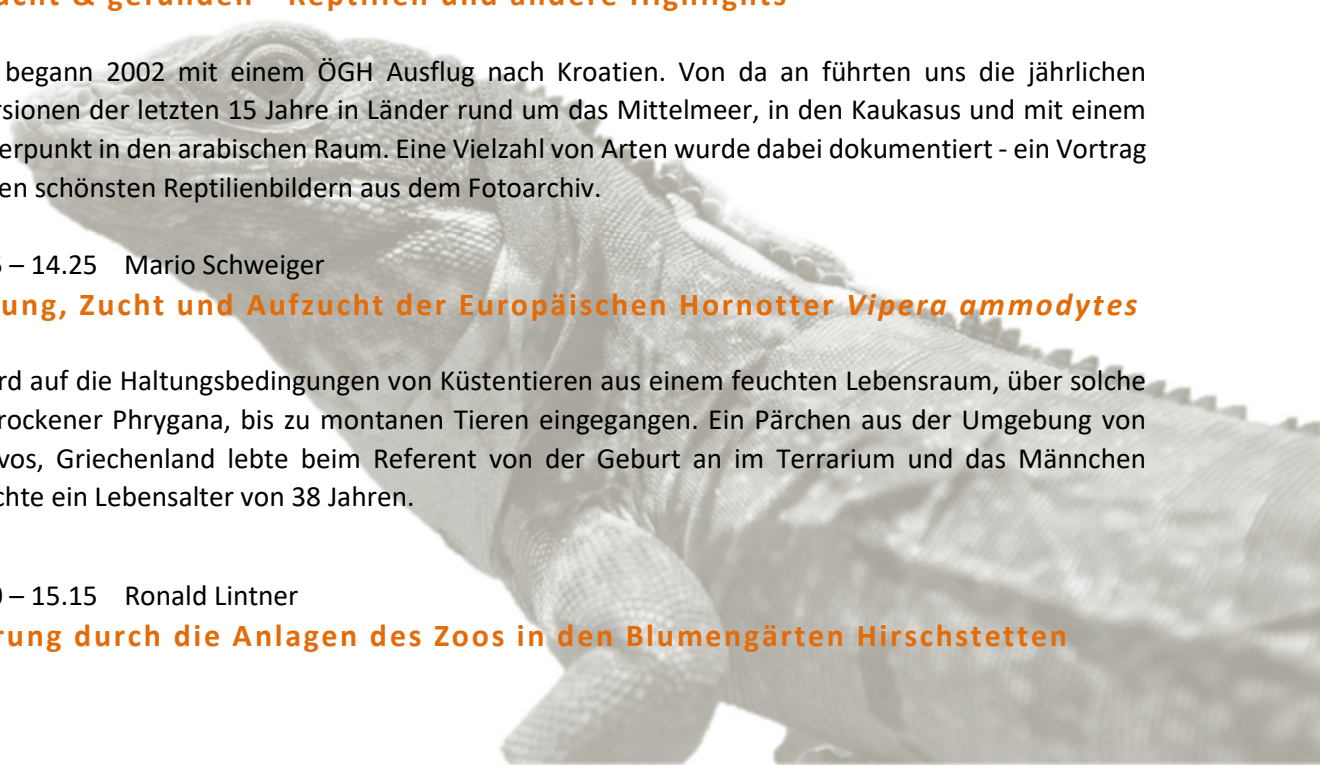 & gefunden - Reptilien und andere Highlights
begann 2002 mit einem ÖGH Ausflug nach Kroatien. Von da an führten uns die jährlichen
rsionen der letzten 15 Jahre in Länder rund um das Mittelmeer, in den Kaukasus und mit einem
erpunkt in den arabischen Raum. Eine Vielzahl von Arten wurde dabei dokumentiert - ein Vortrag
en schönsten Reptilienbildern aus dem Fotoarchiv.
– 14.25 Mario Schweiger
ung, Zucht und Aufzucht der Europäischen Hornotter Vipera ammodytes
rd auf die Haltungsbedingungen von Küstentieren aus einem feuchten Lebensraum, über solche
rockener Phrygana, bis zu montanen Tieren eingegangen. Ein Pärchen aus der Umgebung von
vos, Griechenland lebte beim Referent von der Geburt an im Terrarium und das Männchen
chte ein Lebensalter von 38 Jahren.
– 15.15 Ronald Lintner
rung durch die Anlagen des Zoos in den Blumengärten Hirschstetten